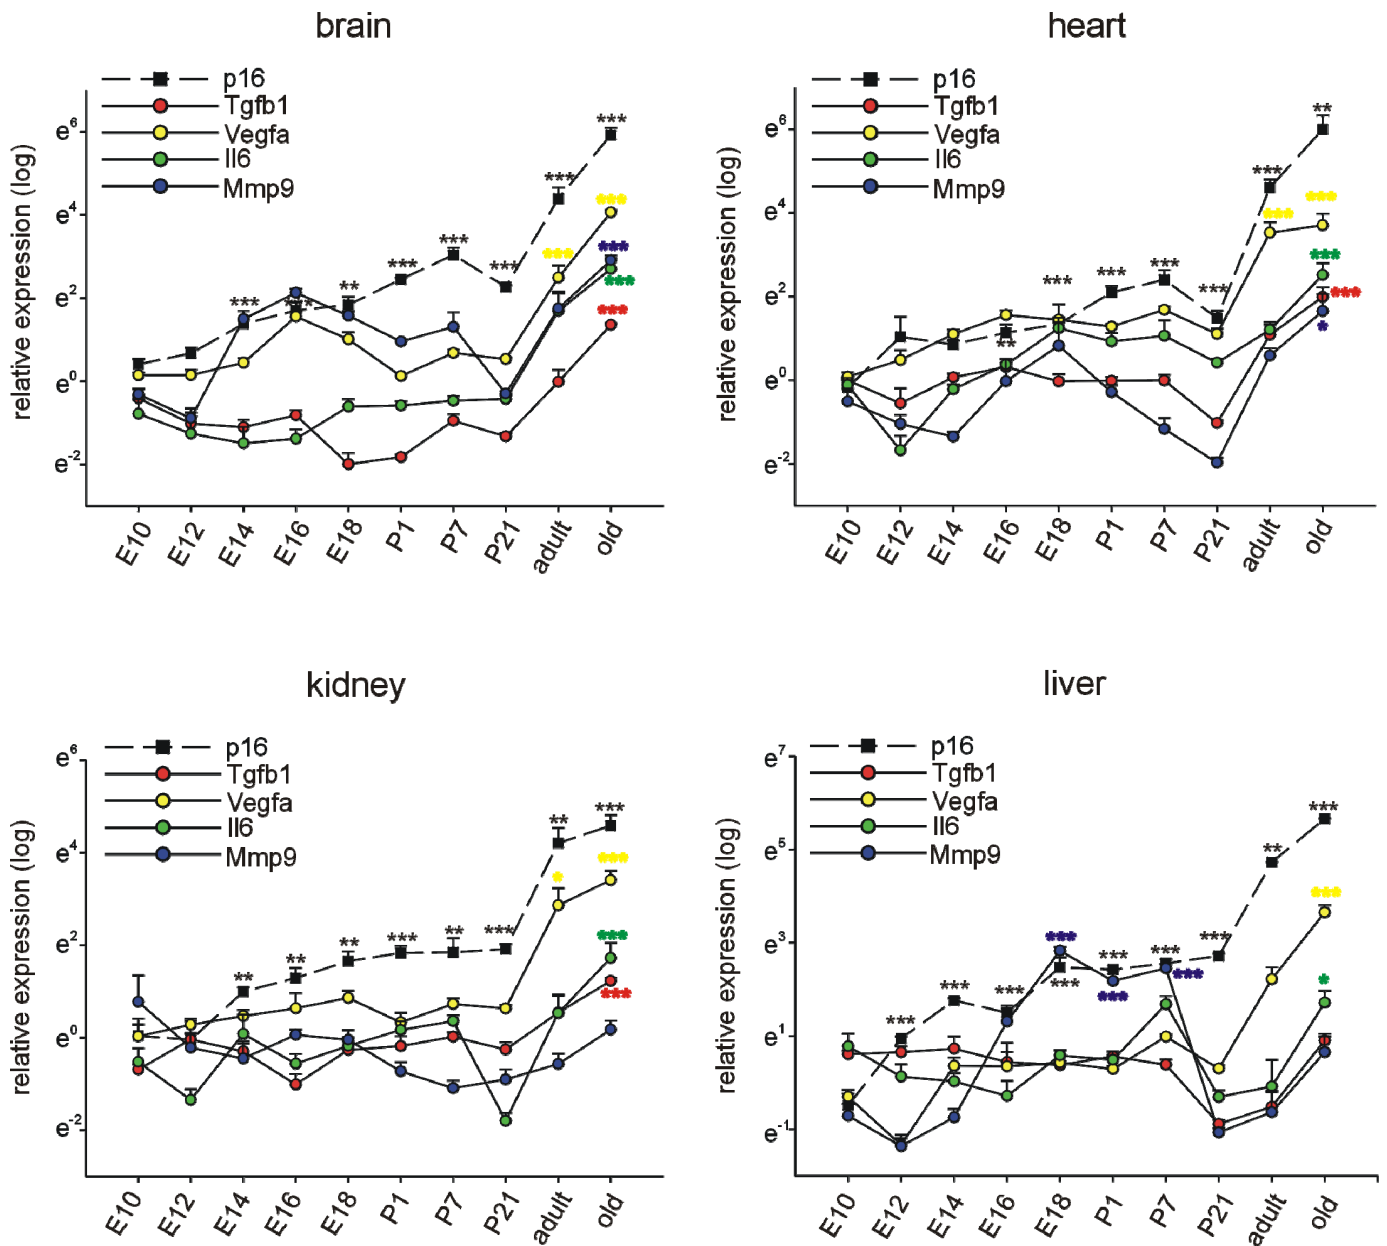 brain
p16
Tgfb1
Vegfa
Il6
Mmp9
relative expression (log)
e6
e4
e2
e0
e-2
***
**
***
***
***
***
***
***
***
***
***
***
***
E10
E12
E14
E16
E18
P1
P7
P21
adult
old
heart
p16
Tgfb1
Vegfa
Il6
Mmp9
relative expression (log)
e6
e4
e2
e0
e-2
**
***
***
***
***
***
***
***
**
***
***
*
E10
E12
E14
E16
E18
P1
P7
P21
adult
old
kidney
p16
Tgfb1
Vegfa
Il6
Mmp9
relative expression (log)
e6
e4
e2
e0
e-2
**
**
**
***
**
***
**
***
*
***
***
***
E10
E12
E14
E16
E18
P1
P7
P21
adult
old
liver
p16
Tgfb1
Vegfa
Il6
Mmp9
relative expression (log)
e7
e5
e3
e1
e-1
***
***
***
***
***
***
***
***
***
***
**
***
***
*
E10
E12
E14
E16
E18
P1
P7
P21
adult
old